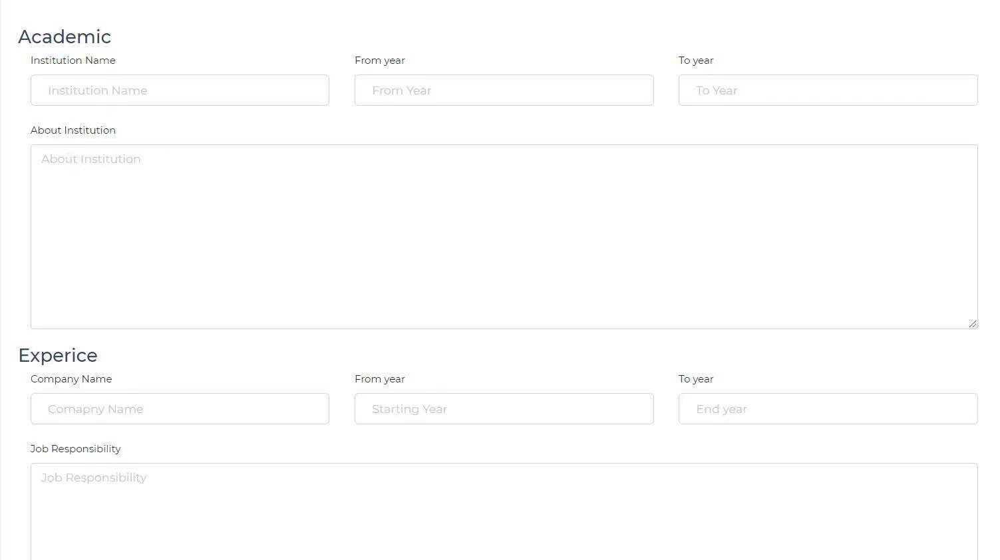 Academic
Institution Name From year To year
Institution Name From Year To Year
About Institution
About Institution
Experice
Company Name From year To year
Comapny Name Starting Year End year
Job Responsibility
Job Responsibility